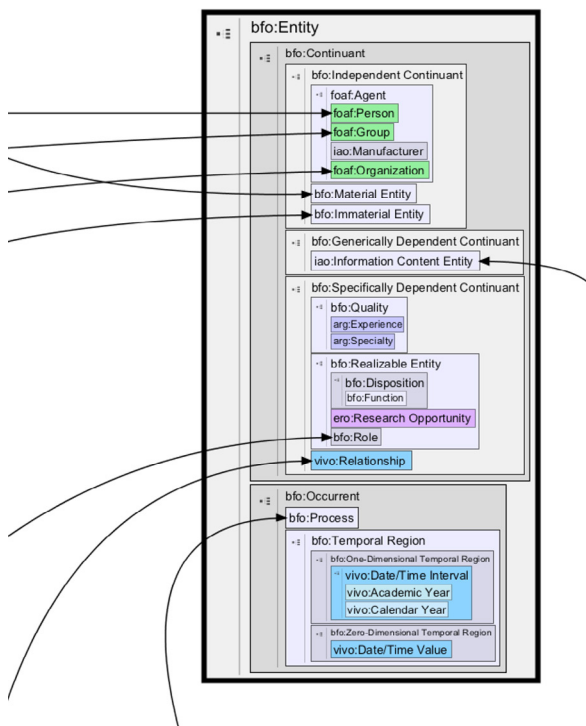 bfo:Entity
bfo:Continuant
bfo:Independent Continuant
foaf:Agent
foaf:Person
foaf:Group
iao:Manufacturer
foaf:Organization
bfo:Material Entity
bfo:Immaterial Entity
bfo:Generically Dependent Continuant
iao:Information Content Entity
bfo:Specifically Dependent Continuant
bfo:Quality
arg:Experience
arg:Specialty
bfo:Realizable Entity
bfo:Disposition
bfo:Function
ero:Research Opportunity
bfo:Role
vivo:Relationship
bfo:Occurrent
bfo:Process
bfo:Temporal Region
bfo:One-Dimensional Temporal Region
vivo:Date/Time Interval
vivo:Academic Year
vivo:Calendar Year
bfo:Zero-Dimensional Temporal Region
vivo:Date/Time Value